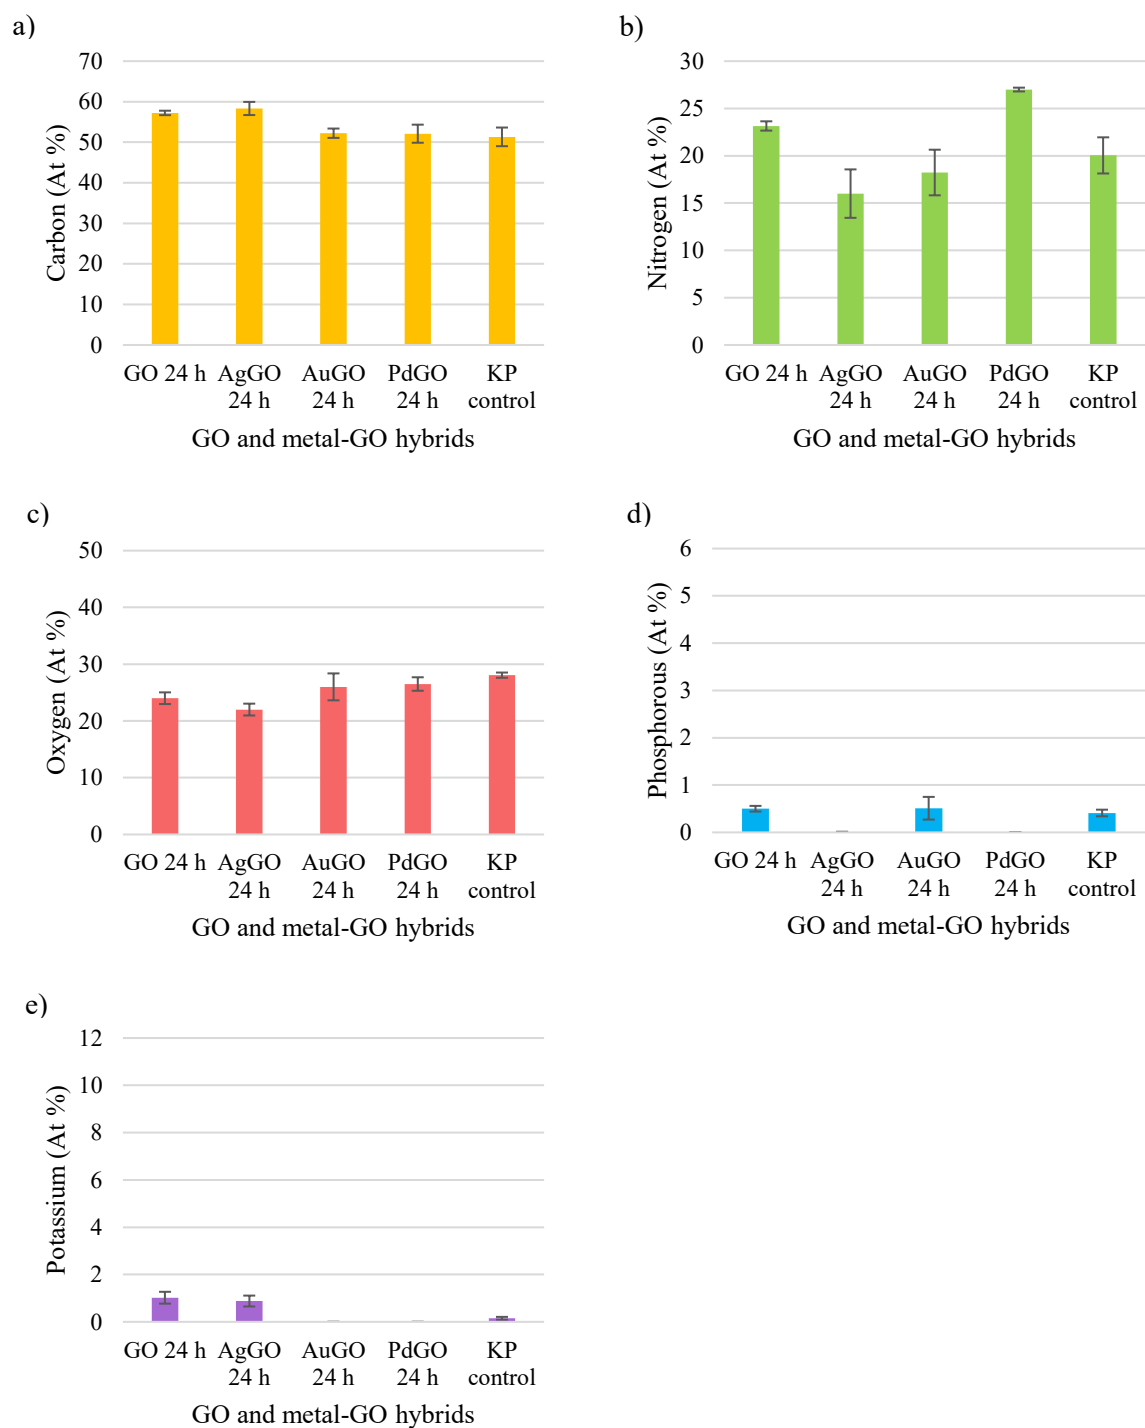 a)
Carbon (At %)
70
60
50
40
30
20
10
0
GO 24 h AgGO AuGO PdGO KP
24 h 24 h 24 h control
GO and metal-GO hybrids
b)
Nitrogen (At %)
30
25
20
15
10
5
0
GO 24 h AgGO AuGO PdGO KP
24 h 24 h 24 h control
GO and metal-GO hybrids
c)
Oxygen (At %)
50
40
30
20
10
0
GO 24 h AgGO AuGO PdGO KP
24 h 24 h 24 h control
GO and metal-GO hybrids
d)
Phosphorous (At %)
6
5
4
3
2
1
0
GO 24 h AgGO AuGO PdGO KP
24 h 24 h 24 h control
GO and metal-GO hybrids
e)
Potassium (At %)
12
10
8
6
4
2
0
GO 24 h AgGO AuGO PdGO KP
24 h 24 h 24 h control
GO and metal-GO hybrids